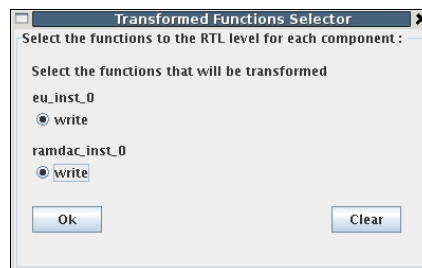 Transformed Functions Selector
Select the functions to the RTL level for each component :
Select the functions that will be transformed
eu_inst_0
write
ramdac_inst_0
write
Ok Clear